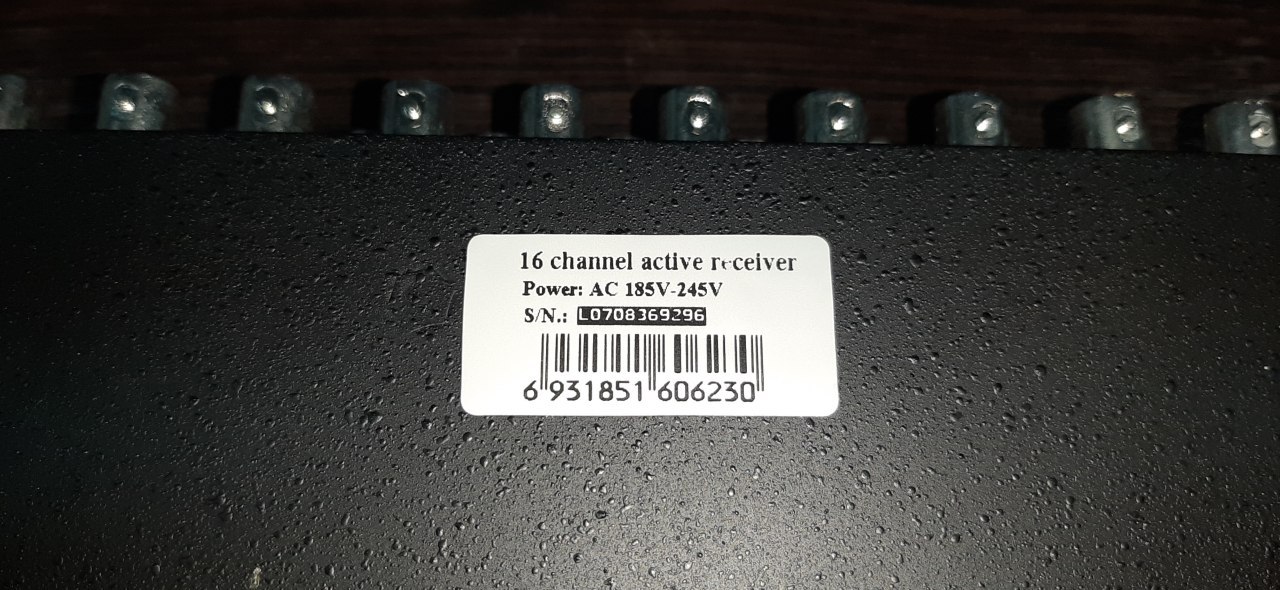 16 channel active receiver
Power: AC 185V-245V
S/N.: L0708369296
6 931851 606230